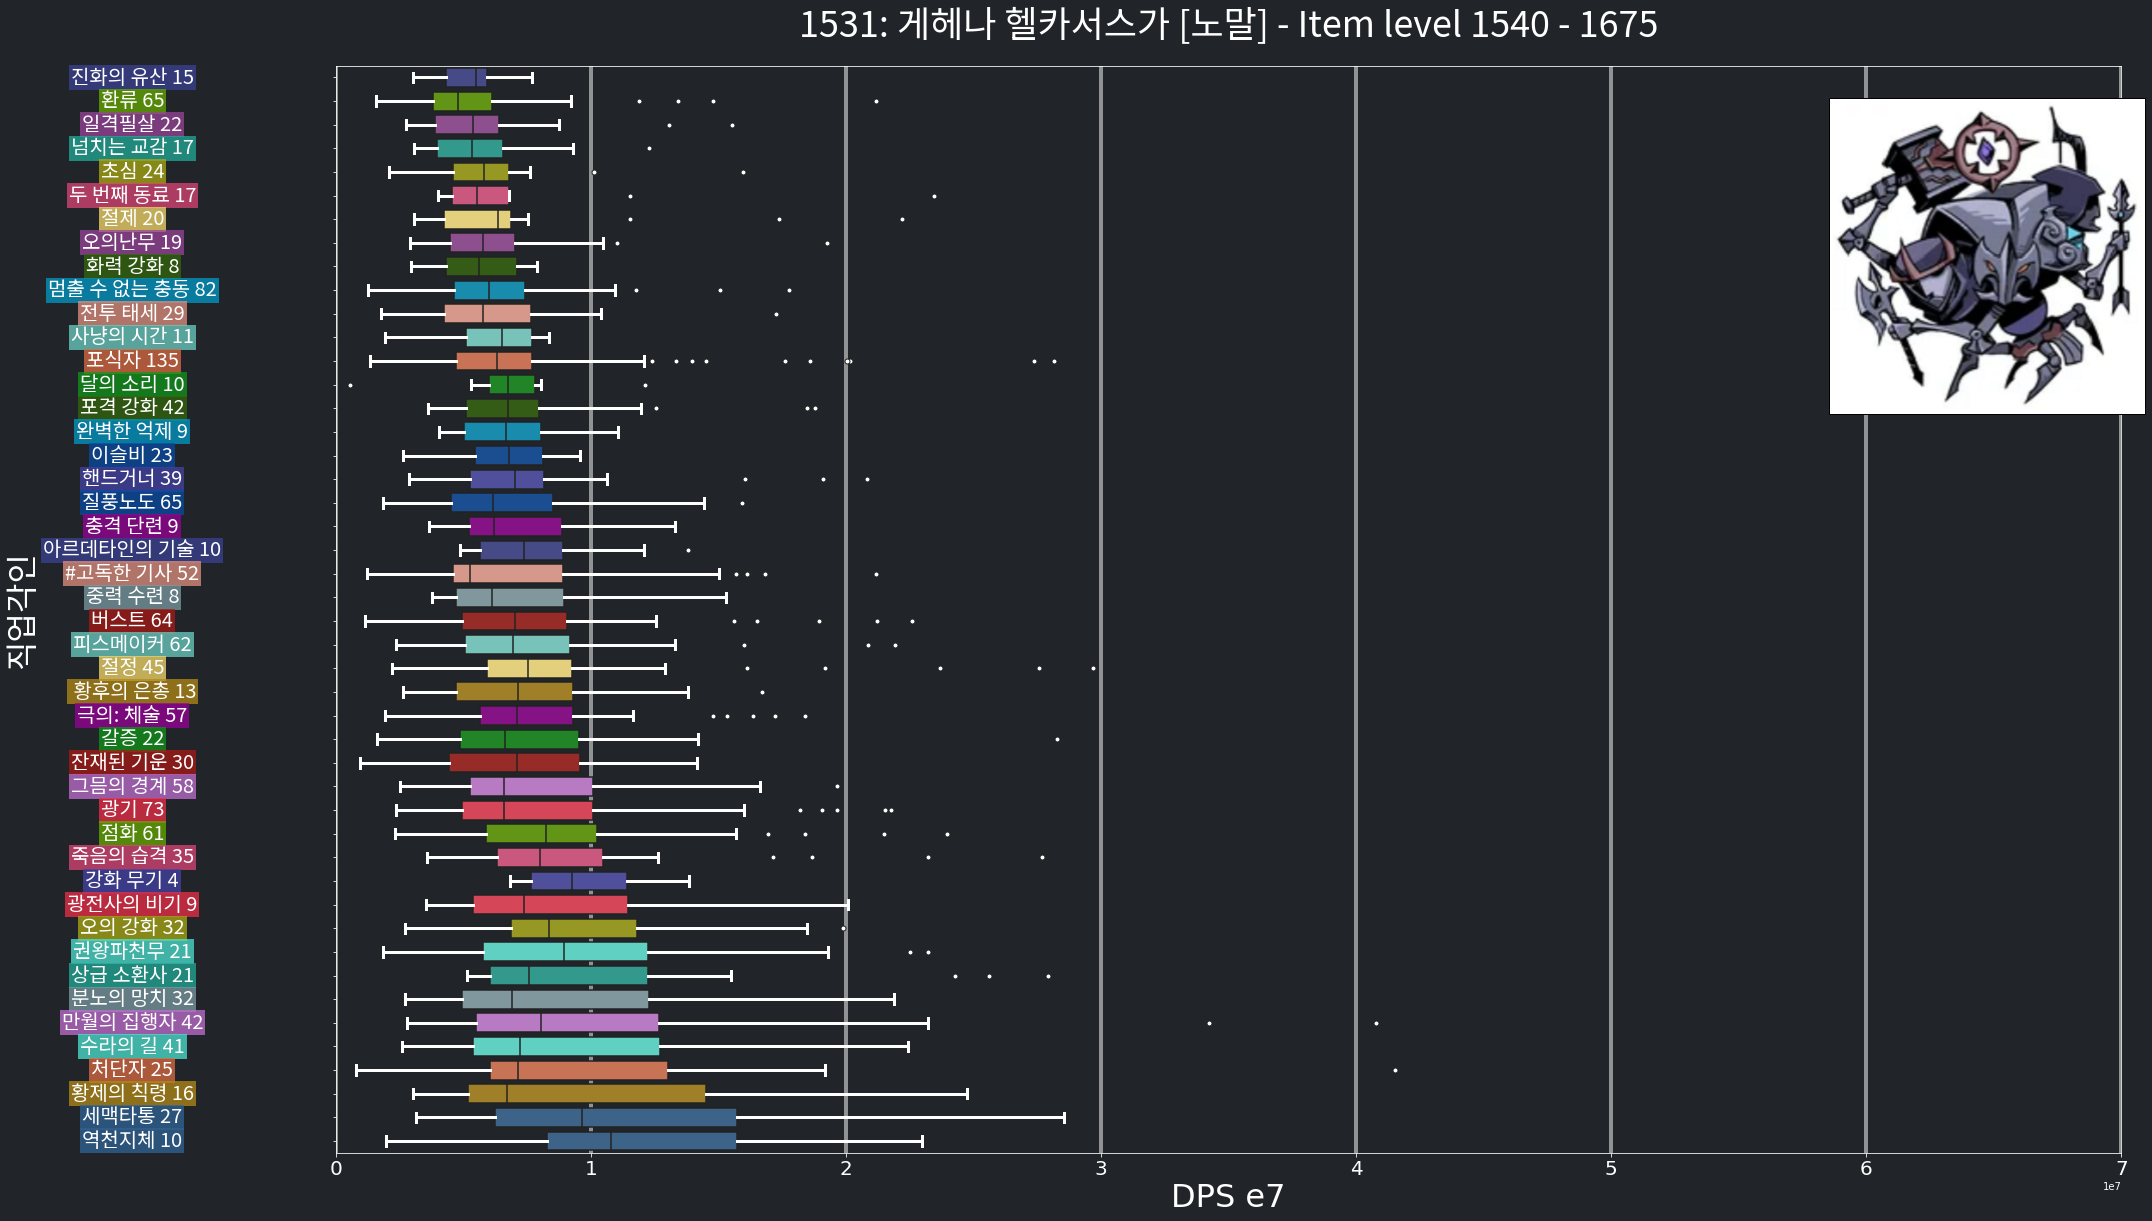 1531: 게헤나 헬카서스가 [노말] - Item level 1540 - 1675
진화의 유산 15
환류 65
일격필살 22
넘치는 교감 17
초심 24
두 번째 동료 17
절제 20
오의난무 19
화력 강화 8
멈출 수 없는 충동 82
전투 태세 29
사냥의 시간 11
포식자 135
달의 소리 10
포격 강화 42
완벽한 억제 9
이슬비 23
핸드거너 39
질풍노도 65
충격 단련 9
아르데타인의 기술 10
#고독한 기사 52
중력 수련 8
버스트 64
피스메이커 62
절정 45
황후의 은총 13
극의: 체술 57
갈증 22
잔재된 기운 30
그믐의 경계 58
광기 73
점화 61
죽음의 습격 35
강화 무기 4
광전사의 비기 9
오의 강화 32
권왕파천무 21
상급 소환사 21
분노의 망치 32
만월의 집행자 42
수라의 길 41
처단자 25
황제의 칙령 16
세맥타통 27
역천지체 10
직업각인
0 1 2 3 4 5 6 7
1e7
DPS e7